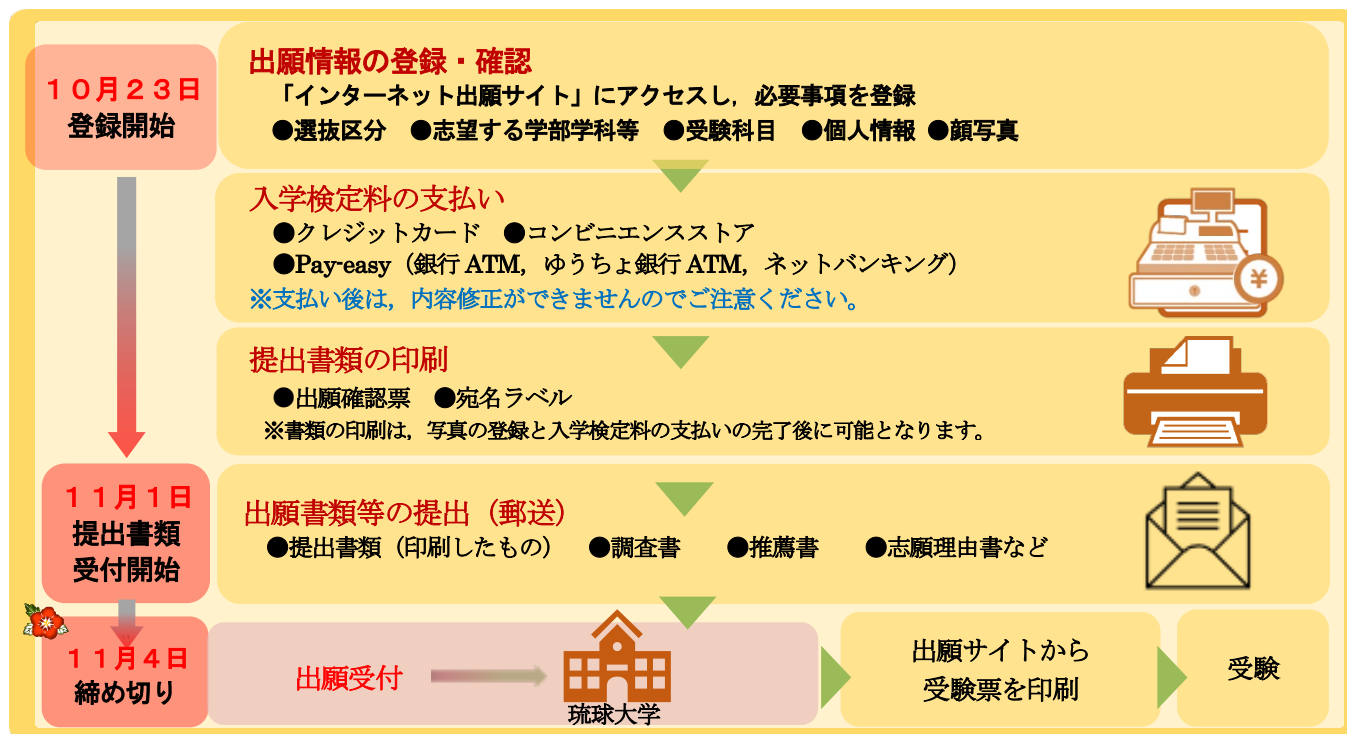 １０月２３日
登録開始
出願情報の登録・確認
「インターネット出願サイト」にアクセスし，必要事項を登録
●選抜区分　●志望する学部学科等　●受験科目　●個人情報 ●顔写真
入学検定料の支払い
●クレジットカード　●コンビニエンスストア
●Pay-easy（銀行 ATM，ゆうちょ銀行 ATM，ネットバンキング）
※支払い後は，内容修正ができませんのでご注意ください。
¥
提出書類の印刷
●出願確認票　●宛名ラベル
※書類の印刷は，写真の登録と入学検定料の支払いの完了後に可能となります。
１１月１日
提出書類
受付開始
出願書類等の提出（郵送）
●提出書類（印刷したもの）　●調査書　　●推薦書　　●志願理由書など
１１月４日
締め切り
出願受付
琉球大学
出願サイトから
受験票を印刷
受験